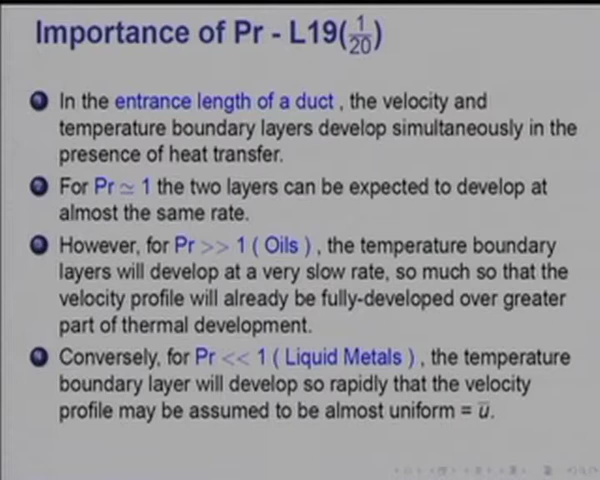 Importance of Pr - L19(1/20)
1 In the entrance length of a duct , the velocity and
temperature boundary layers develop simultaneously in the
presence of heat transfer.
2 For Pr ≃ 1 the two layers can be expected to develop at
almost the same rate.
3 However, for Pr >> 1 ( Oils ) , the temperature boundary
layers will develop at a very slow rate, so much so that the
velocity profile will already be fully-developed over greater
part of thermal development.
4 Conversely, for Pr << 1 ( Liquid Metals ) , the temperature
boundary layer will develop so rapidly that the velocity
profile may be assumed to be almost uniform = u̅.